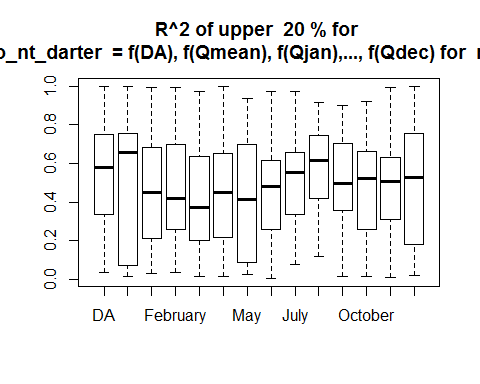 R^2 of upper 20 % for
o_nt_darter = f(DA), f(Qmean), f(Qjan),..., f(Qdec) for
1.0
0.8
0.6
0.4
0.2
0.0
DA February May July October